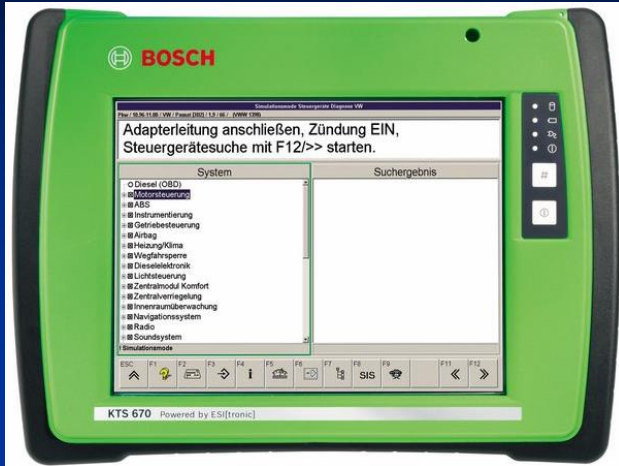 BOSCH
Simulationsmode Steuergeräte Diagnose VW
Adapterleitung anschließen, Zündung EIN,
Steuergerätesuche mit F12/>> starten.
System
Suchergebnis
Diesel (OBD)
Motorsteuerung
ABS
Instrumentierung
Getriebesteuerung
Airbag
Heizung/Klima
Wegfahrsperre
Dieselelektronik
Lichtsteuerung
Zentralmodul Komfort
Zentralverriegelung
Innenraumüberwachung
Navigationssystem
Radio
Soundsystem
Simulationsmode
ESC F1 F2 F3 F4 F5 F6 F7 F8 F9 F11 F12
i SIS
KTS 670 Powered by ESI[tronic]